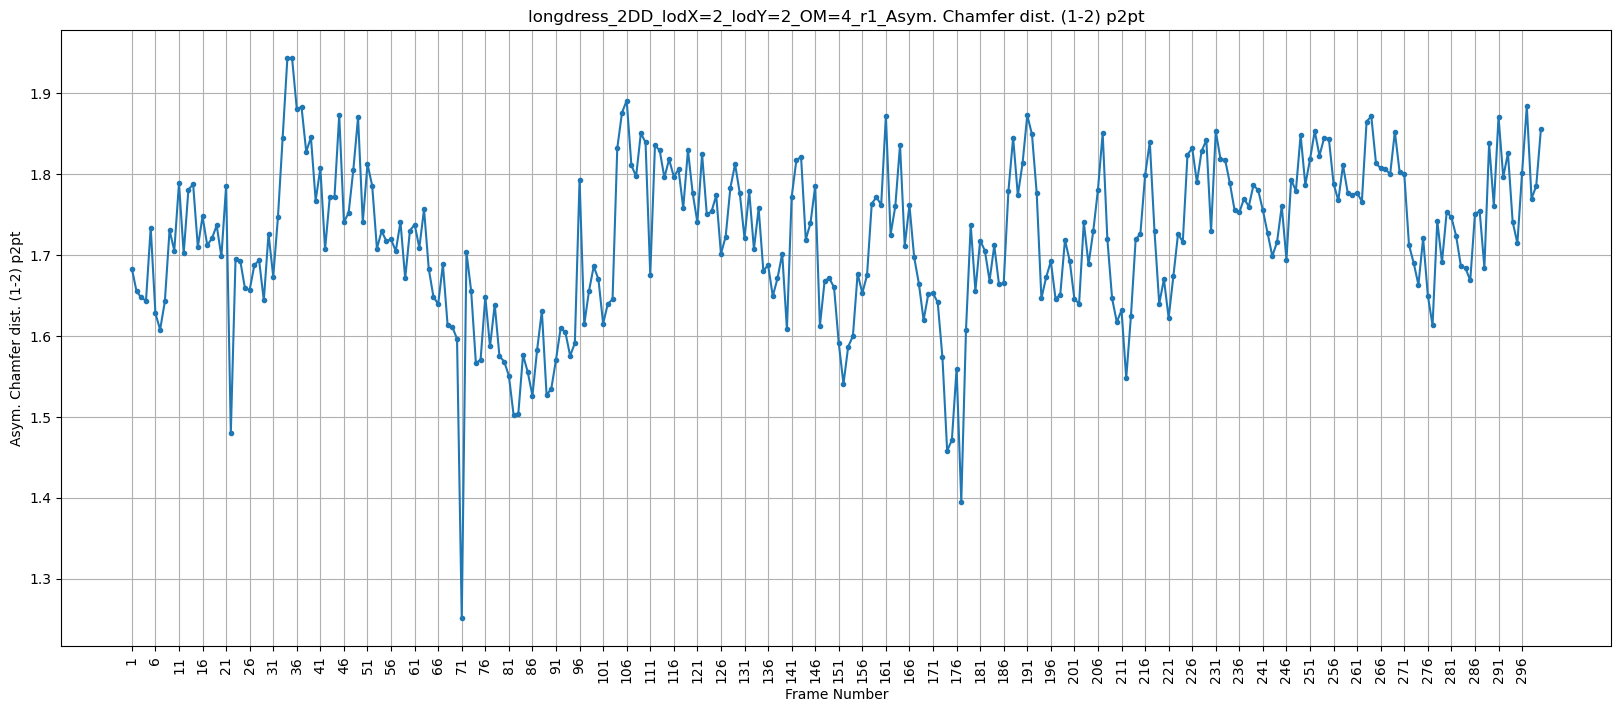 longdress_2DD_lodX=2_lodY=2_OM=4_r1_Asym. Chamfer dist. (1-2) p2pt
Asym. Chamfer dist. (1-2) p2pt
1.9
1.8
1.7
1.6
1.5
1.4
1.3
1 6 11 16 21 26 31 36 41 46 51 56 61 66 71 76 81 86 91 96 101 106 111 116 121 126 131 136 141 146 151 156 161 166 171 176 181 186 191 196 201 206 211 216 221 226 231 236 241 246 251 256 261 266 271 276 281 286 291 296
Frame Number